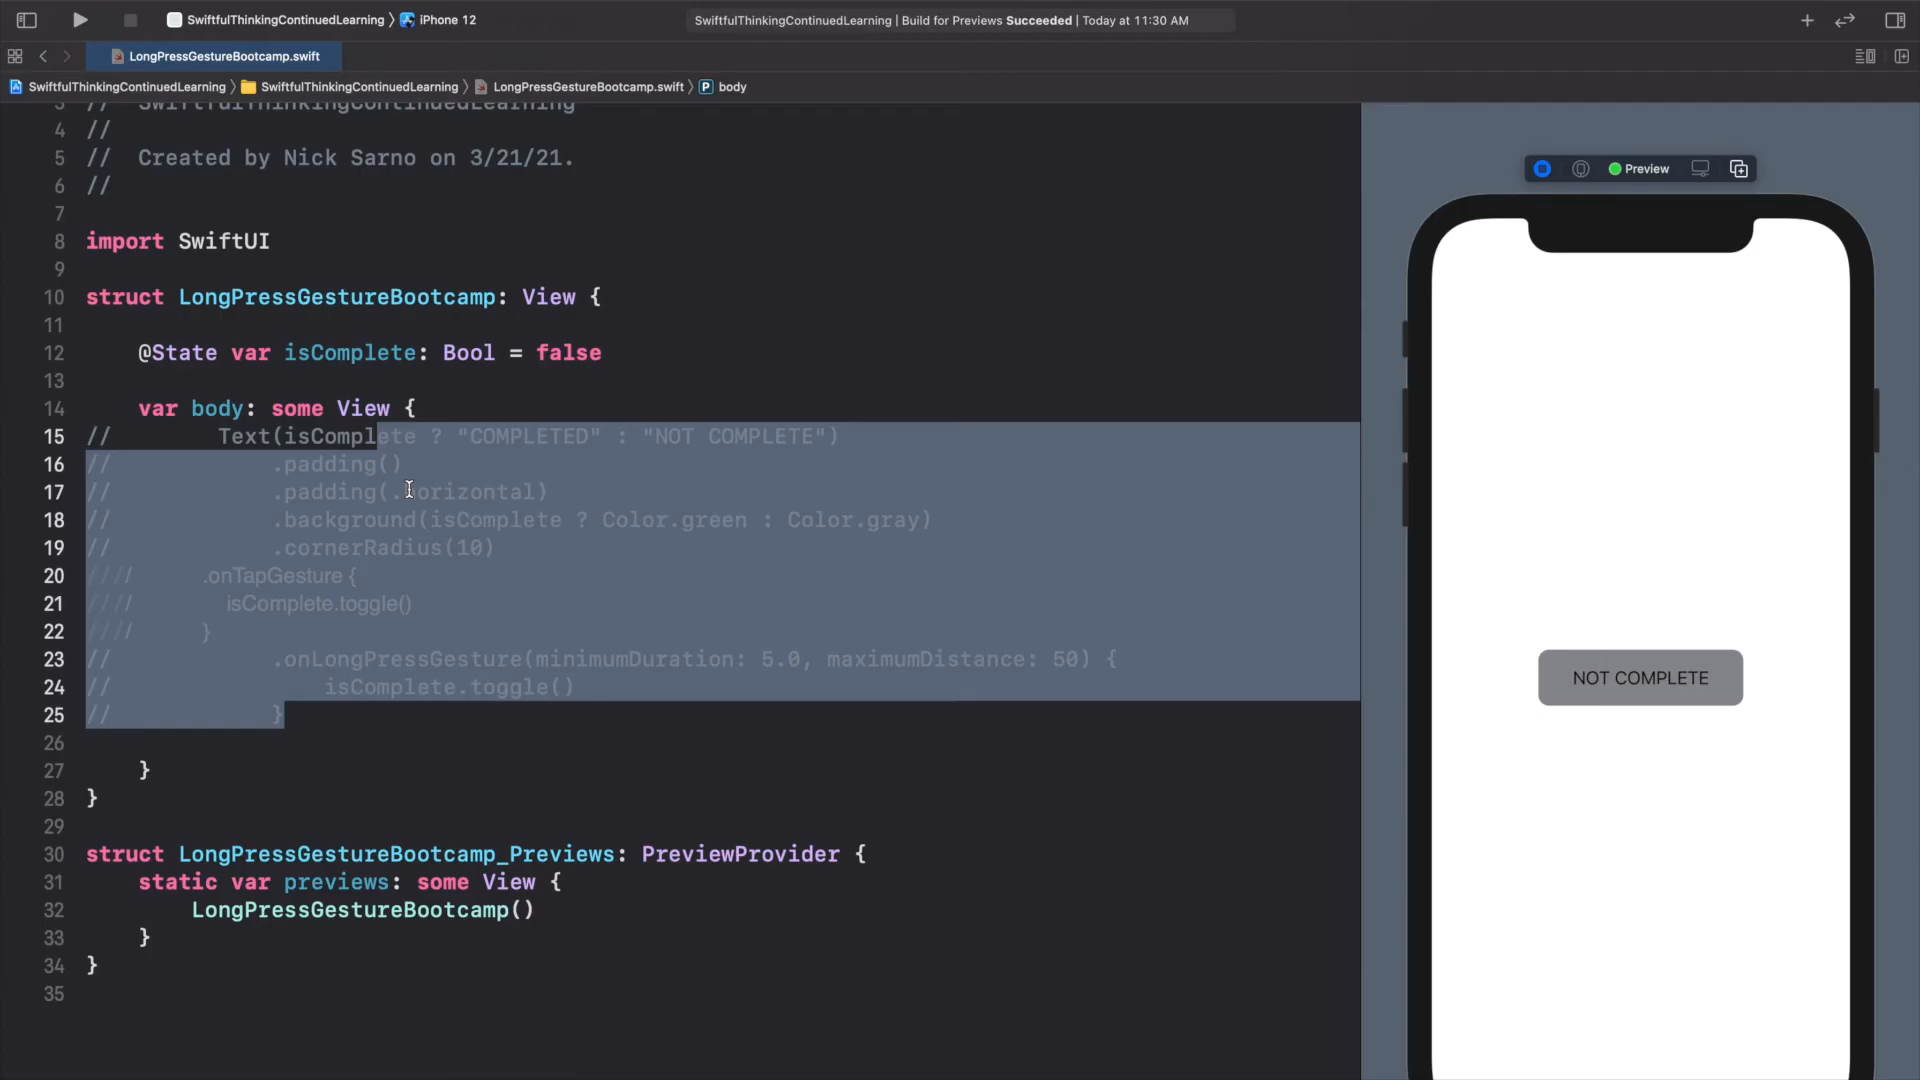 SwiftfulThinkingContinuedLearning 〉 iPhone 12
SwiftfulThinkingContinuedLearning | Build for Previews Succeeded | Today at 11:30 AM
LongPressGestureBootcamp.swift
SwiftfulThinkingContinuedLearning 〉 SwiftfulThinkingContinuedLearning 〉 LongPressGestureBootcamp.swift 〉 P body
3 //  SwiftfulThinkingContinuedLearning
4 //
5 //  Created by Nick Sarno on 3/21/21.
6 //
7
8 import SwiftUI
9
10 struct LongPressGestureBootcamp: View {
11
12     @State var isComplete: Bool = false
13
14     var body: some View {
15 //        Text(isComplete ? "COMPLETED" : "NOT COMPLETE")
16 //            .padding()
17 //            .padding(.horizontal)
18 //            .background(isComplete ? Color.green : Color.gray)
19 //            .cornerRadius(10)
20 ////            .onTapGesture {
21 ////                isComplete.toggle()
22 ////            }
23 //            .onLongPressGesture(minimumDuration: 5.0, maximumDistance: 50) {
24 //                isComplete.toggle()
25 //            }
26
27     }
28 }
29
30 struct LongPressGestureBootcamp_Previews: PreviewProvider {
31     static var previews: some View {
32         LongPressGestureBootcamp()
33     }
34 }
35
Preview
NOT COMPLETE